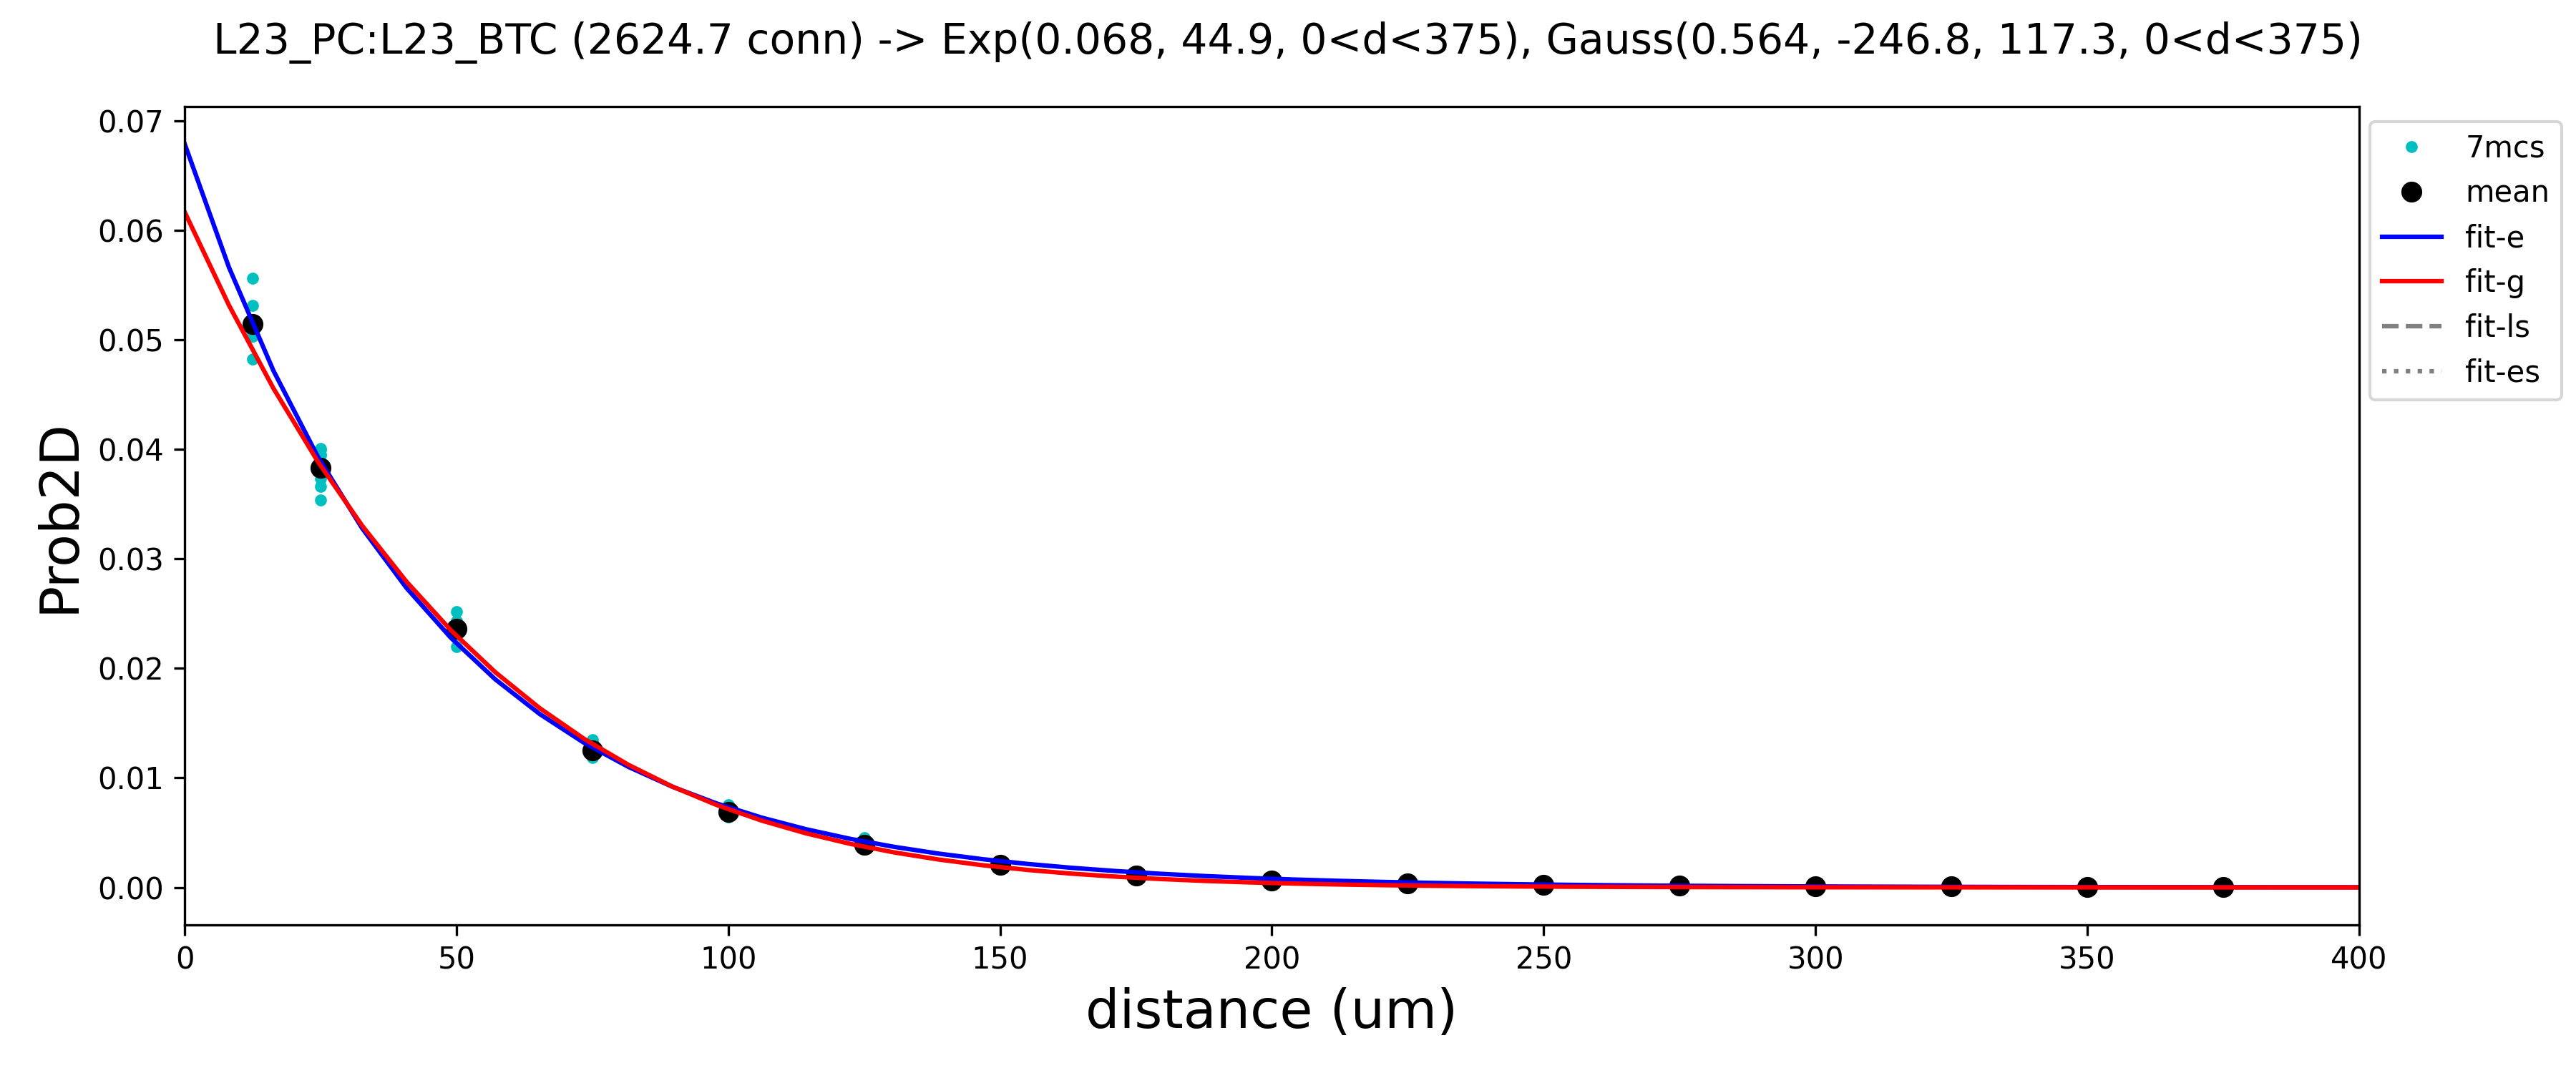 L23_PC:L23_BTC (2624.7 conn) -> Exp(0.068, 44.9, 0<d<375), Gauss(0.564, -246.8, 117.3, 0<d<375)
0.07
0.06
0.05
0.04
0.03
0.02
0.01
0.00
Prob2D
0 50 100 150 200 250 300 350 400
distance (um)
7mcs
mean
fit-e
fit-g
fit-ls
fit-es